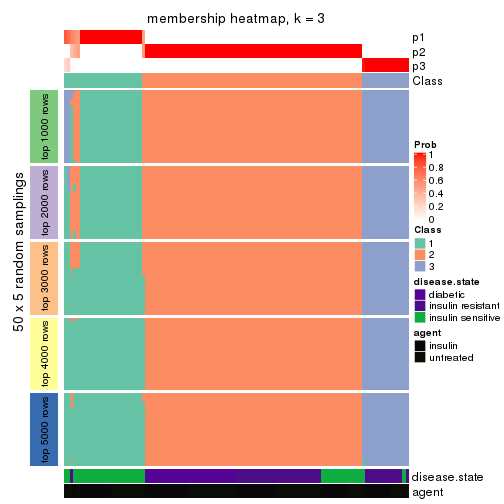 membership heatmap, k = 3
p1
p2
p3
Class
50 x 5 random samplings
top 1000 rows
top 2000 rows
top 3000 rows
top 4000 rows
top 5000 rows
Prob
1
0.8
0.6
0.4
0.2
0
Class
1
2
3
disease.state
diabetic
insulin resistant
insulin sensitive
agent
insulin
untreated
disease.state
agent